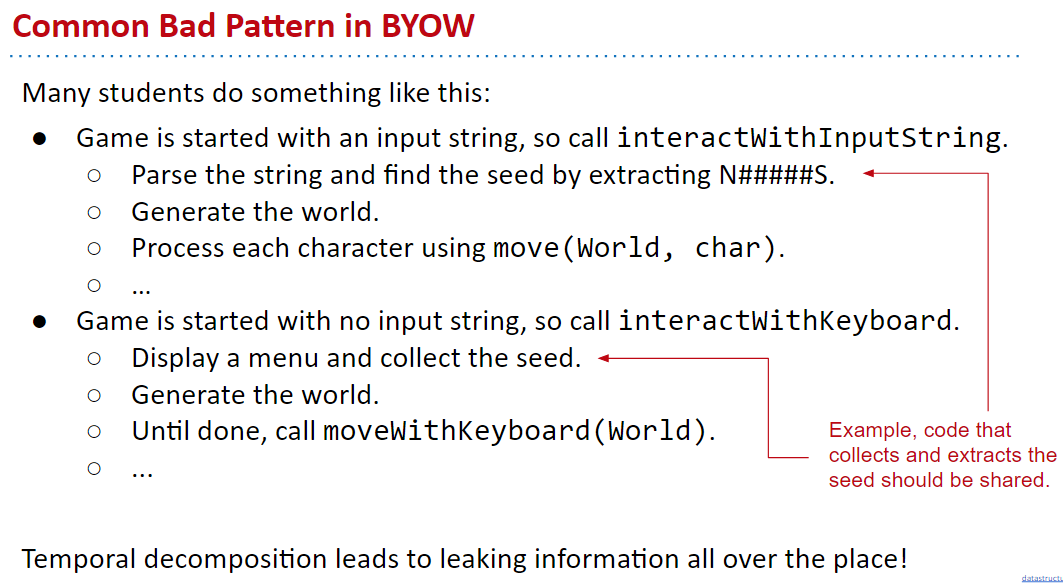 Common Bad Pattern in BYOW
Many students do something like this:
● Game is started with an input string, so call interactWithInputString.
○ Parse the string and find the seed by extracting N#####S.
○ Generate the world.
○ Process each character using move(World, char).
○ ...
● Game is started with no input string, so call interactWithKeyboard.
○ Display a menu and collect the seed.
○ Generate the world.
○ Until done, call moveWithKeyboard(World).
○ ...
Example, code that
collects and extracts the
seed should be shared.
Temporal decomposition leads to leaking information all over the place!